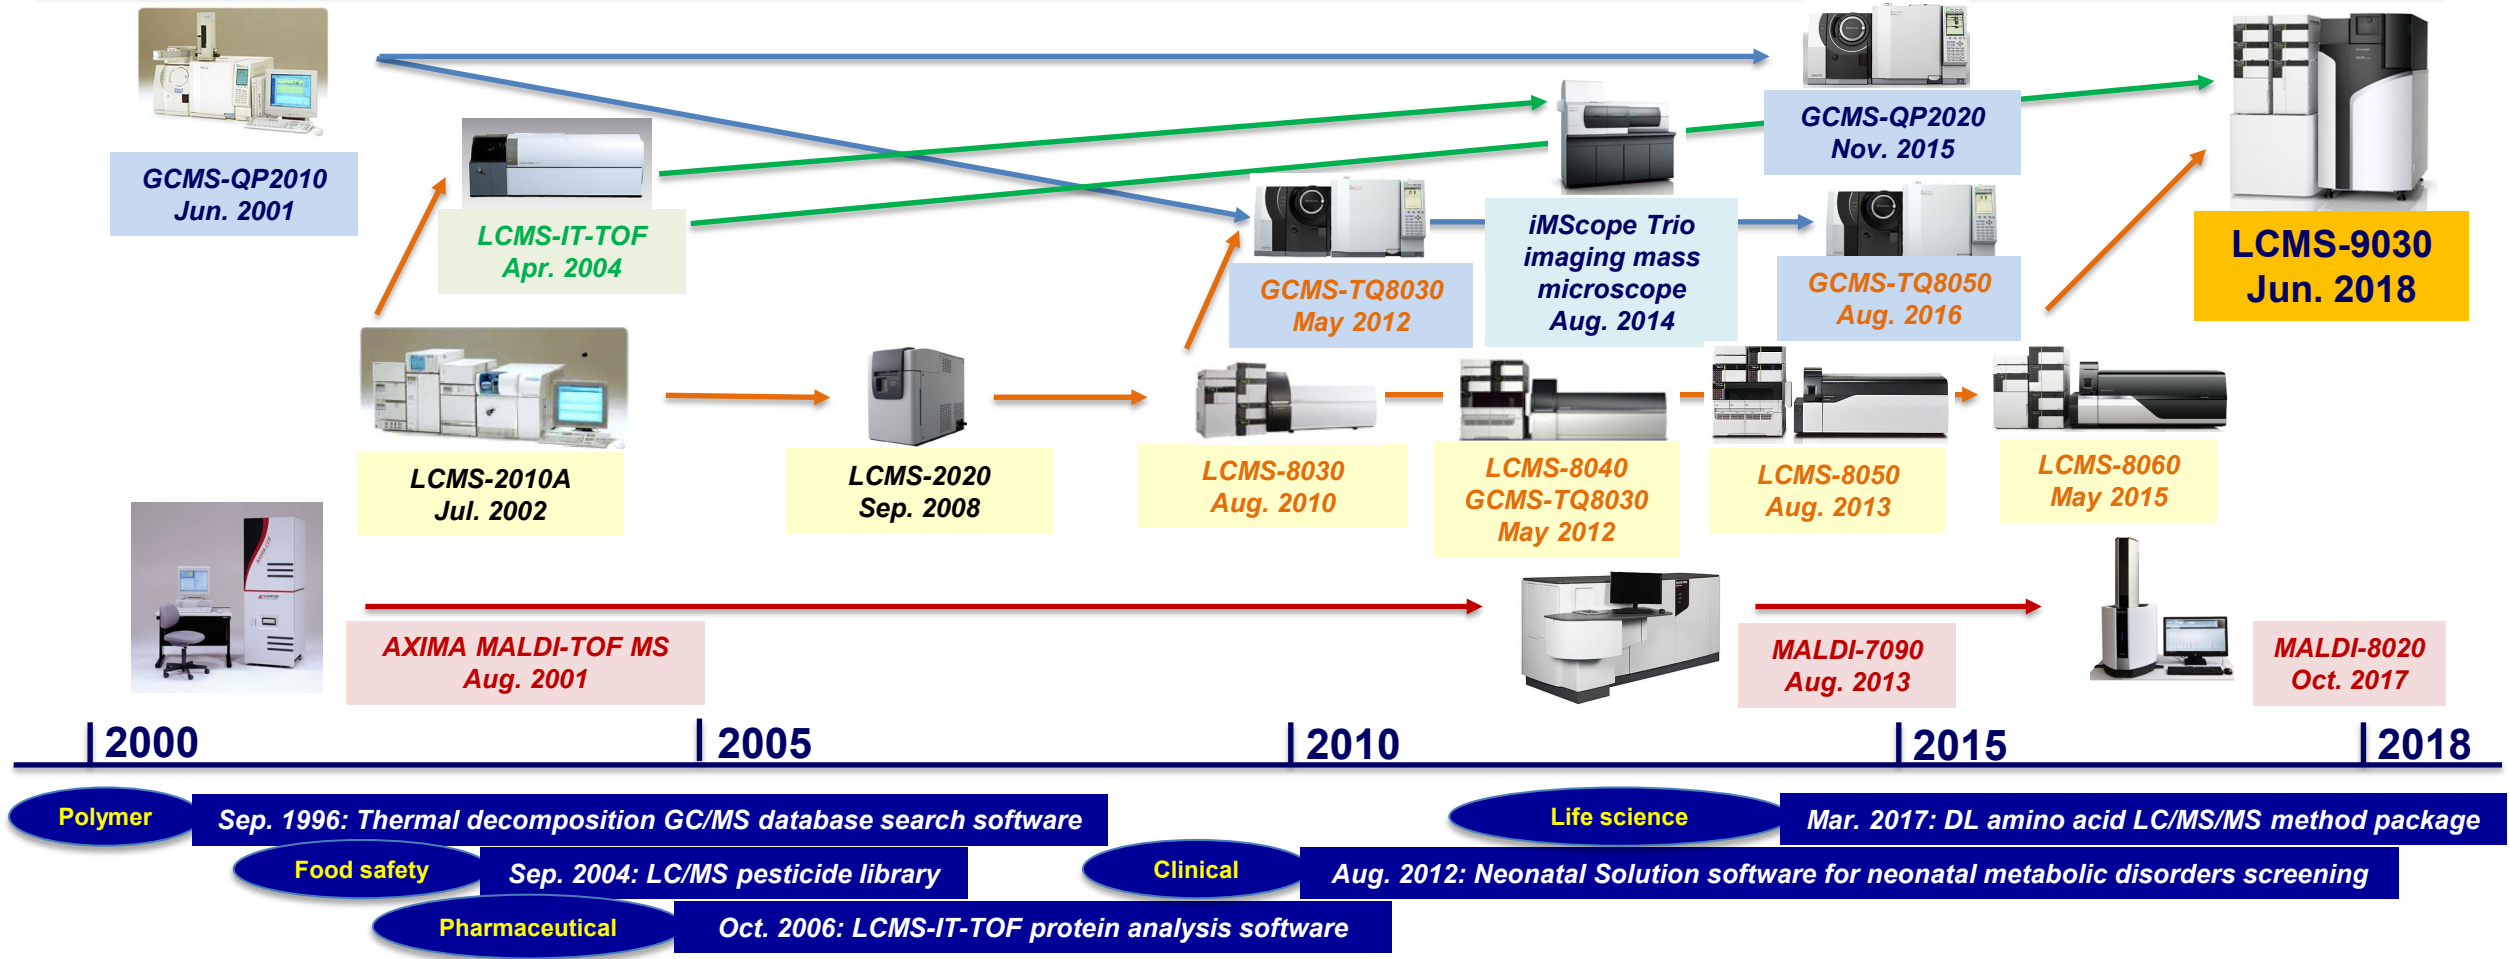 GCMS-QP2010
Jun. 2001
LCMS-IT-TOF
Apr. 2004
GCMS-QP2020
Nov. 2015
LCMS-9030
Jun. 2018
GCMS-TQ8030
May 2012
iMScope Trio
imaging mass
microscope
Aug. 2014
GCMS-TQ8050
Aug. 2016
LCMS-2010A
Jul. 2002
LCMS-2020
Sep. 2008
LCMS-8030
Aug. 2010
LCMS-8040
GCMS-TQ8030
May 2012
LCMS-8050
Aug. 2013
LCMS-8060
May 2015
AXIMA MALDI-TOF MS
Aug. 2001
MALDI-7090
Aug. 2013
MALDI-8020
Oct. 2017
2000
2005
2010
2015
2018
Polymer
Sep. 1996: Thermal decomposition GC/MS database search software
Life science
Mar. 2017: DL amino acid LC/MS/MS method package
Food safety
Sep. 2004: LC/MS pesticide library
Clinical
Aug. 2012: Neonatal Solution software for neonatal metabolic disorders screening
Pharmaceutical
Oct. 2006: LCMS-IT-TOF protein analysis software